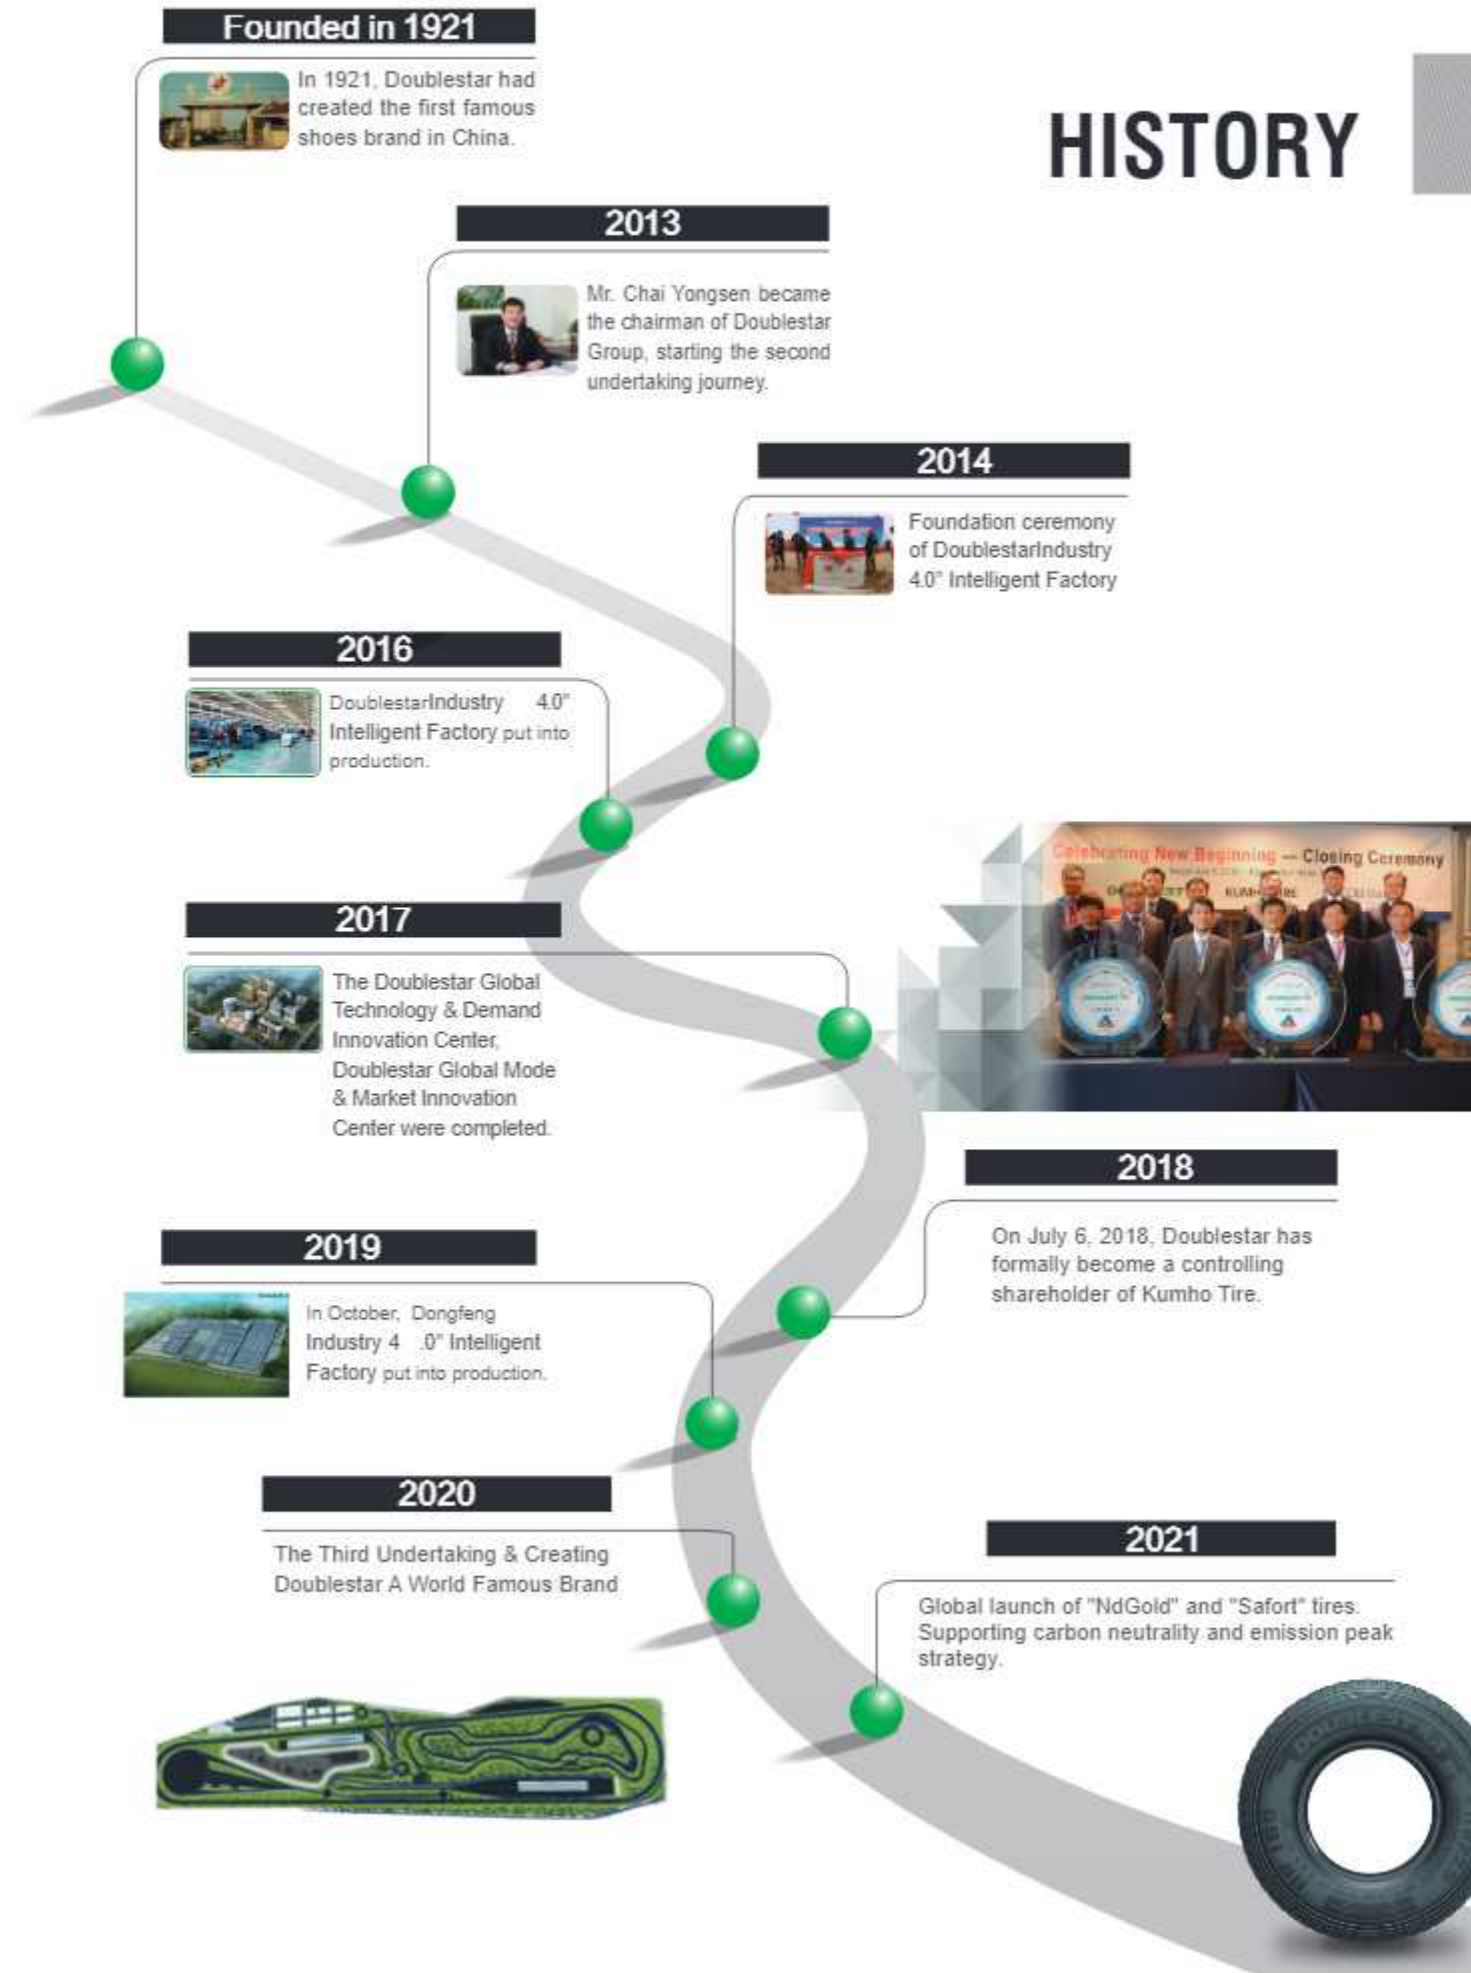 Founded in 1921
In 1921, Doublestar had
created the first famous
shoes brand in China.
HISTORY
2013
Mr. Chai Yongsen became
the chairman of Doublestar
Group, starting the second
undertaking journey.
2014
Foundation ceremony
of DoublestarIndustry
4.0" Intelligent Factory
2016
DoublestarIndustry 4.0"
Intelligent Factory put into
production.
Celebrating New Beginning — Closing Ceremony
2017
The Doublestar Global
Technology & Demand
Innovation Center,
Doublestar Global Mode
& Market Innovation
Center were completed.
2018
On July 6, 2018, Doublestar has
formally become a controlling
shareholder of Kumho Tire.
2019
In October, Dongfeng
Industry 4 .0" Intelligent
Factory put into production.
2020
The Third Undertaking & Creating
Doublestar A World Famous Brand
2021
Global launch of "NdGold" and "Safort" tires.
Supporting carbon neutrality and emission peak
strategy.